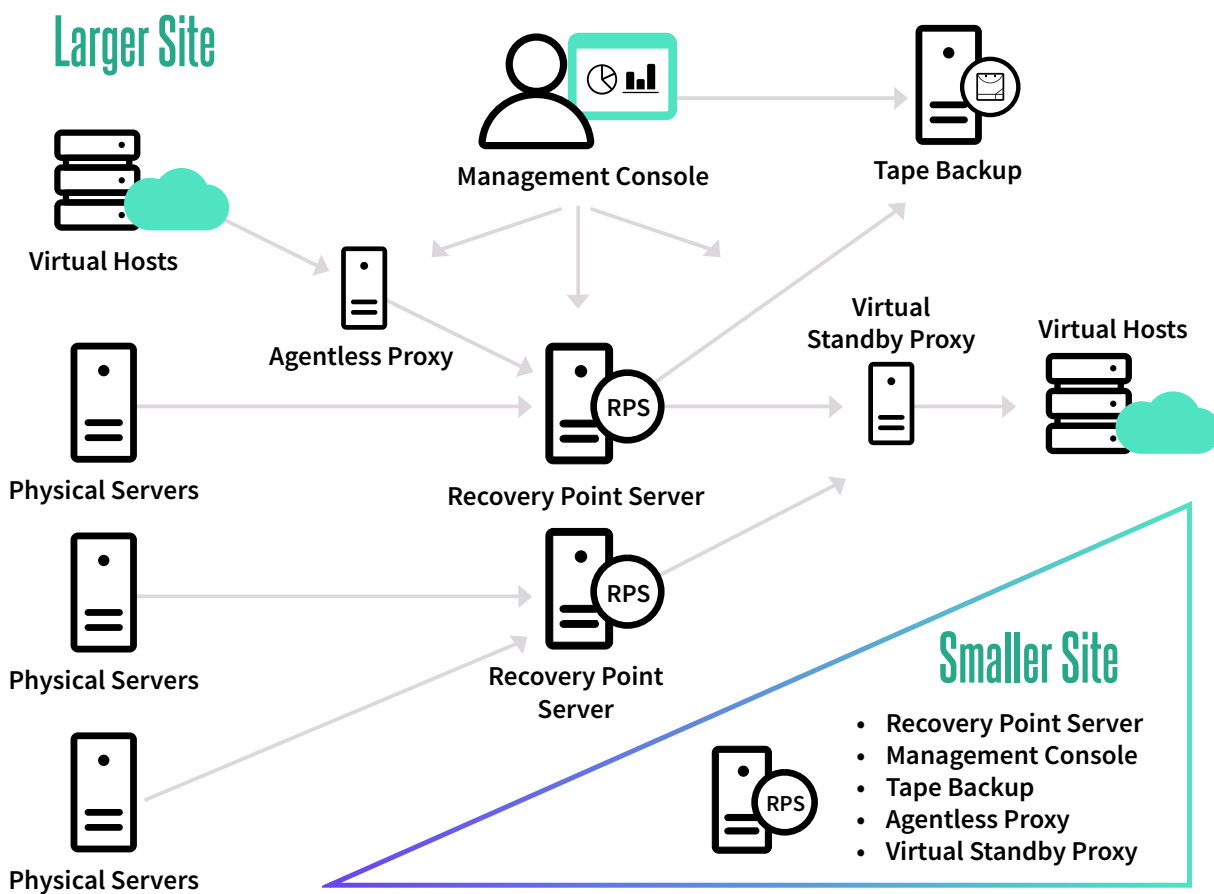 Larger Site
Management Console
Tape Backup
Virtual Hosts
Agentless Proxy
Virtual
Standby Proxy
Virtual Hosts
Physical Servers
RPS
Recovery Point Server
Physical Servers
RPS
Recovery Point
Server
Physical Servers
Smaller Site
RPS
• Recovery Point Server
• Management Console
• Tape Backup
• Agentless Proxy
• Virtual Standby Proxy